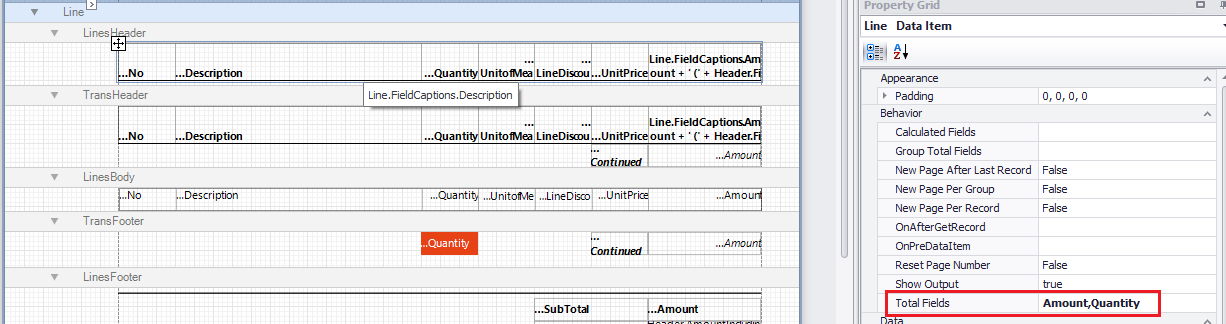 Line
LinesHeader
...No
...Description
...Quantity
...
UnitofMea
...
LineDiscou
...UnitPrice
Line.FieldCaptions.Am
ount + ' (' + Header.Fi
Line.FieldCaptions.Description
TransHeader
...No
...Description
...Quantity
...
UnitofMea
...
LineDiscou
...UnitPrice
Line.FieldCaptions.Am
ount + ' (' + Header.Fi
...
Continued
...Amount
LinesBody
...No
...Description
...Quantity
...UnitofMe
...LineDisco
...UnitPrice
...Amount
TransFooter
...Quantity
...
Continued
...Amount
LinesFooter
...SubTotal
...Amount
Property Grid
Line Data Item
A
Z
Appearance
Padding 0, 0, 0, 0
Behavior
Calculated Fields
Group Total Fields
New Page After Last Record False
New Page Per Group False
New Page Per Record False
OnAfterGetRecord
OnPreDataItem
Reset Page Number False
Show Output true
Total Fields Amount,Quantity
Data